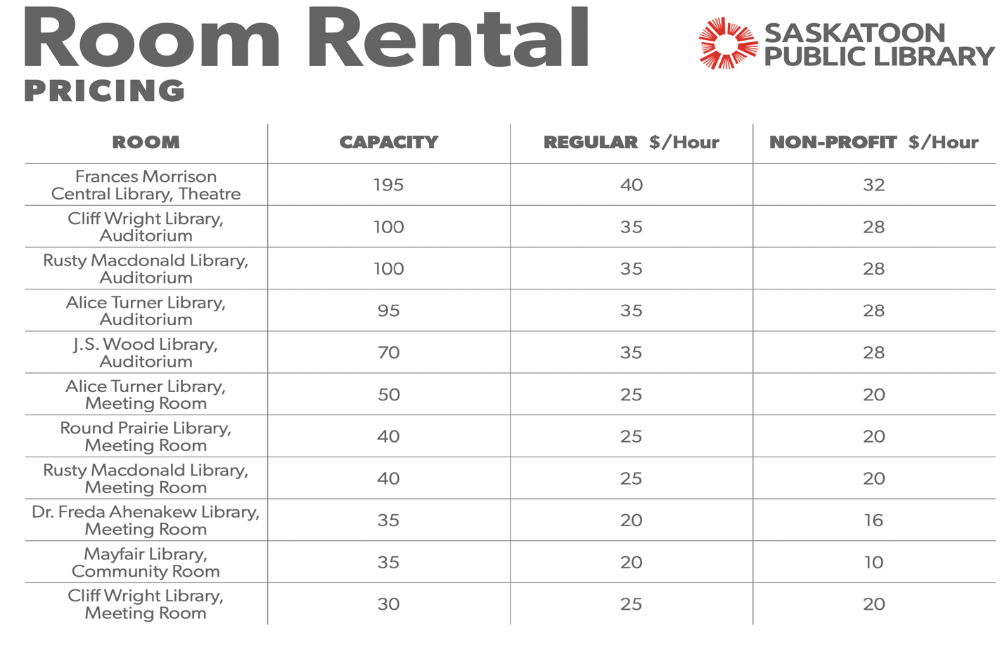 Room Rental
PRICING
SASKATOON
PUBLIC LIBRARY
ROOM CAPACITY REGULAR $/Hour NON-PROFIT $/Hour
Frances Morrison
Central Library, Theatre 195 40 32
Cliff Wright Library,
Auditorium 100 35 28
Rusty Macdonald Library,
Auditorium 100 35 28
Alice Turner Library,
Auditorium 95 35 28
J.S. Wood Library,
Auditorium 70 35 28
Alice Turner Library,
Meeting Room 50 25 20
Round Prairie Library,
Meeting Room 40 25 20
Rusty Macdonald Library,
Meeting Room 40 25 20
Dr. Freda Ahenakew Library,
Meeting Room 35 20 16
Mayfair Library,
Community Room 35 20 10
Cliff Wright Library,
Meeting Room 30 25 20